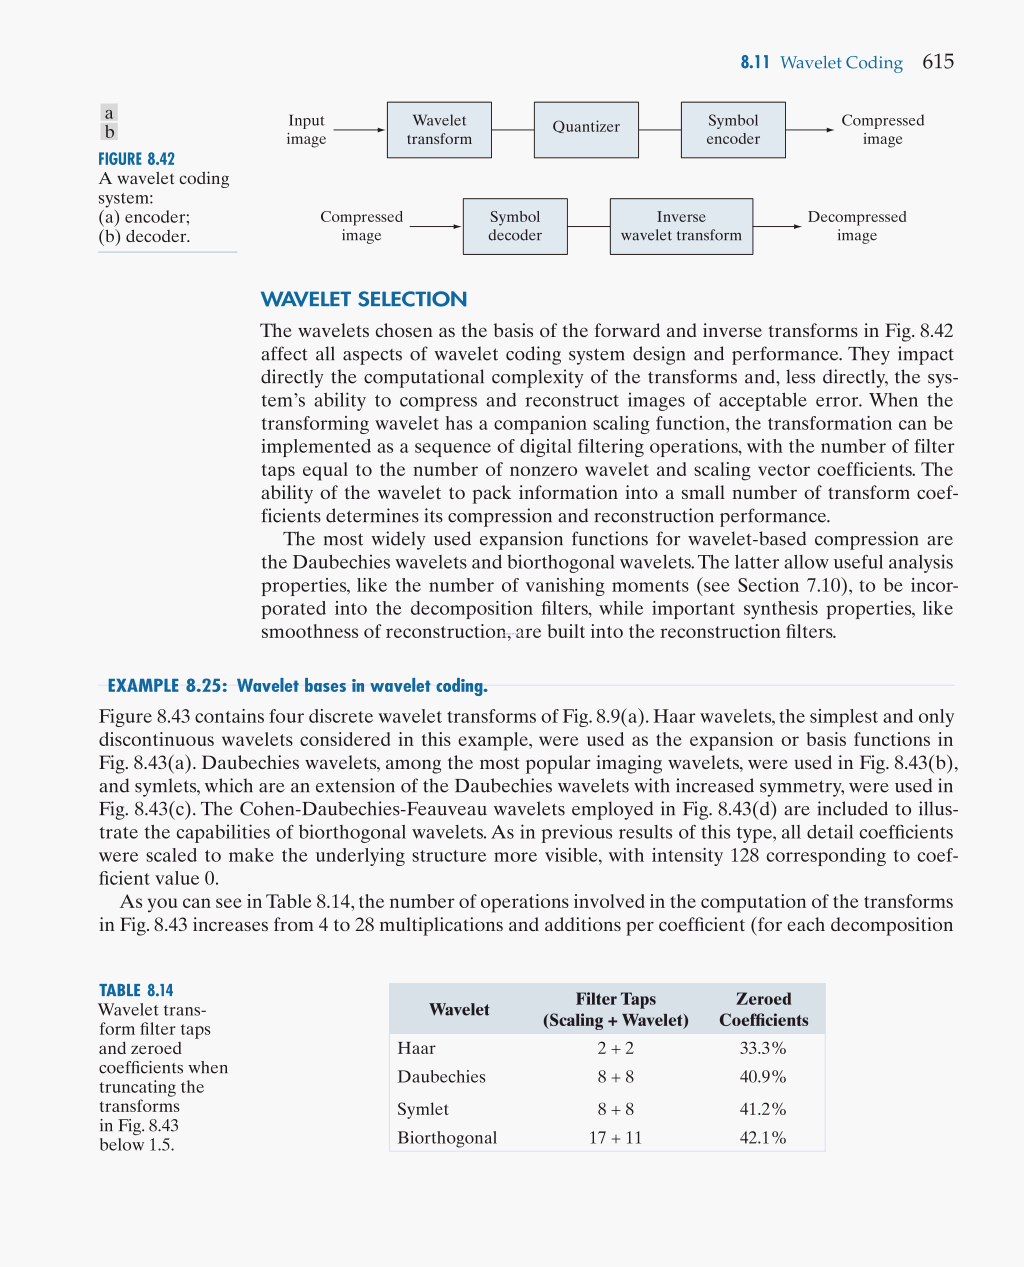 8.11 Wavelet Coding 615
a
b
FIGURE 8.42
A wavelet coding
system:
(a) encoder;
(b) decoder.
Input
image
Wavelet
transform
Quantizer
Symbol
encoder
Compressed
image
Compressed
image
Symbol
decoder
Inverse
wavelet transform
Decompressed
image
WAVELET SELECTION
The wavelets chosen as the basis of the forward and inverse transforms in Fig. 8.42
affect all aspects of wavelet coding system design and performance. They impact
directly the computational complexity of the transforms and, less directly, the sys-
tem’s ability to compress and reconstruct images of acceptable error. When the
transforming wavelet has a companion scaling function, the transformation can be
implemented as a sequence of digital filtering operations, with the number of filter
taps equal to the number of nonzero wavelet and scaling vector coefficients. The
ability of the wavelet to pack information into a small number of transform coef-
ficients determines its compression and reconstruction performance.
The most widely used expansion functions for wavelet-based compression are
the Daubechies wavelets and biorthogonal wavelets. The latter allow useful analysis
properties, like the number of vanishing moments (see Section 7.10), to be incor-
porated into the decomposition filters, while important synthesis properties, like
smoothness of reconstruction, are built into the reconstruction filters.
EXAMPLE 8.25: Wavelet bases in wavelet coding.
Figure 8.43 contains four discrete wavelet transforms of Fig. 8.9(a). Haar wavelets, the simplest and only
discontinuous wavelets considered in this example, were used as the expansion or basis functions in
Fig. 8.43(a). Daubechies wavelets, among the most popular imaging wavelets, were used in Fig. 8.43(b),
and symlets, which are an extension of the Daubechies wavelets with increased symmetry, were used in
Fig. 8.43(c). The Cohen-Daubechies-Feauveau wavelets employed in Fig. 8.43(d) are included to illus-
trate the capabilities of biorthogonal wavelets. As in previous results of this type, all detail coefficients
were scaled to make the underlying structure more visible, with intensity 128 corresponding to coef-
ficient value 0.
As you can see in Table 8.14, the number of operations involved in the computation of the transforms
in Fig. 8.43 increases from 4 to 28 multiplications and additions per coefficient (for each decomposition
TABLE 8.14
Wavelet trans-
form filter taps
and zeroed
coefficients when
truncating the
transforms
in Fig. 8.43
below 1.5.
Wavelet
Filter Taps
(Scaling + Wavelet)
Zeroed
Coefficients
Haar 2 + 2 33.3%
Daubechies 8 + 8 40.9%
Symlet 8 + 8 41.2%
Biorthogonal 17 + 11 42.1%